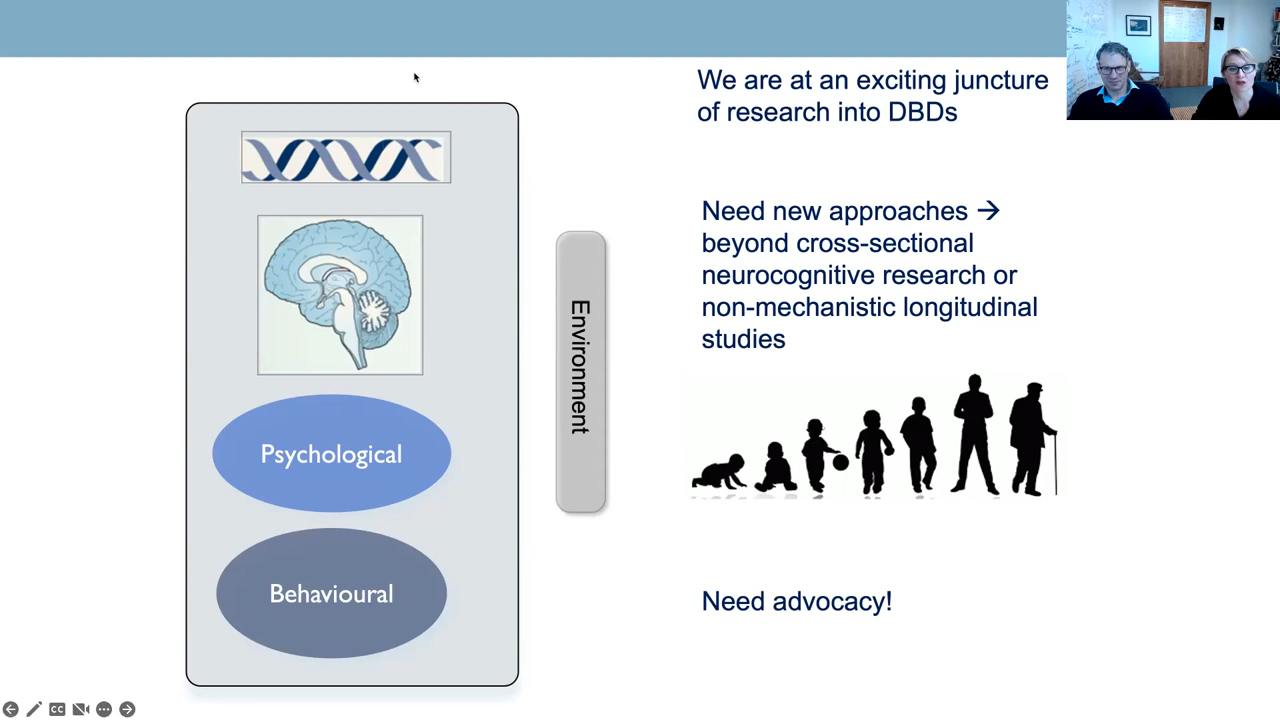 We are at an exciting juncture
of research into DBDs
Need new approaches →
beyond cross-sectional
neurocognitive research or
non-mechanistic longitudinal
studies
Need advocacy!
Environment
Psychological
Behavioural
CC